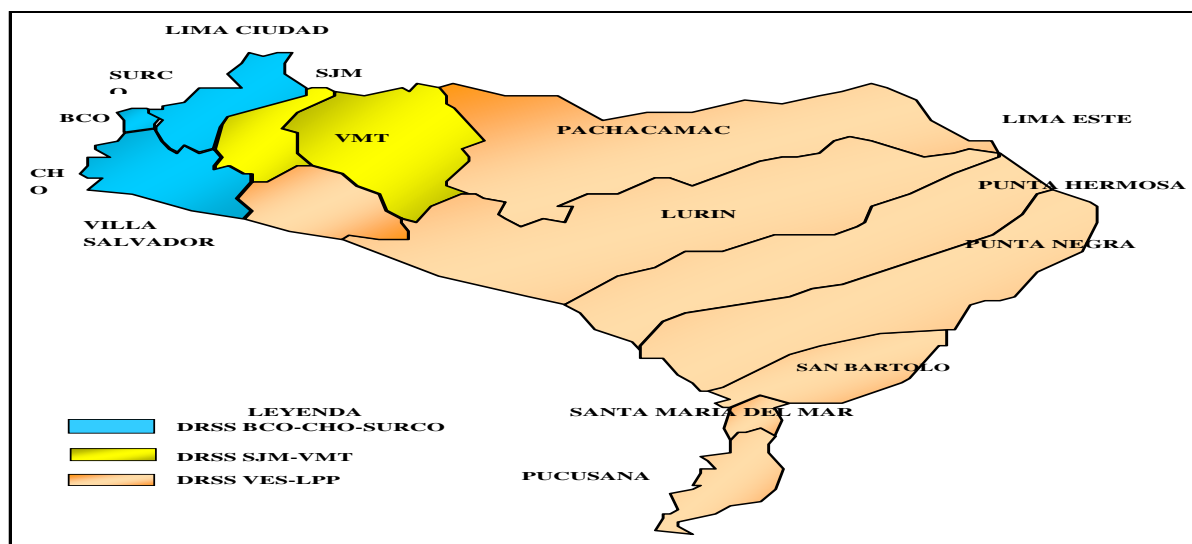 LIMA CIUDAD
SURC
O
SJM
BCO
VMT
PACHACAMAC
LIMA ESTE
CH
O
PUNTA HERMOSA
LURIN
VILLA
SALVADOR
PUNTA NEGRA
SAN BARTOLO
LEYENDA
SANTA MARIA DEL MAR
DRSS BCO-CHO-SURCO
DRSS SJM-VMT
DRSS VES-LPP
PUCUSANA